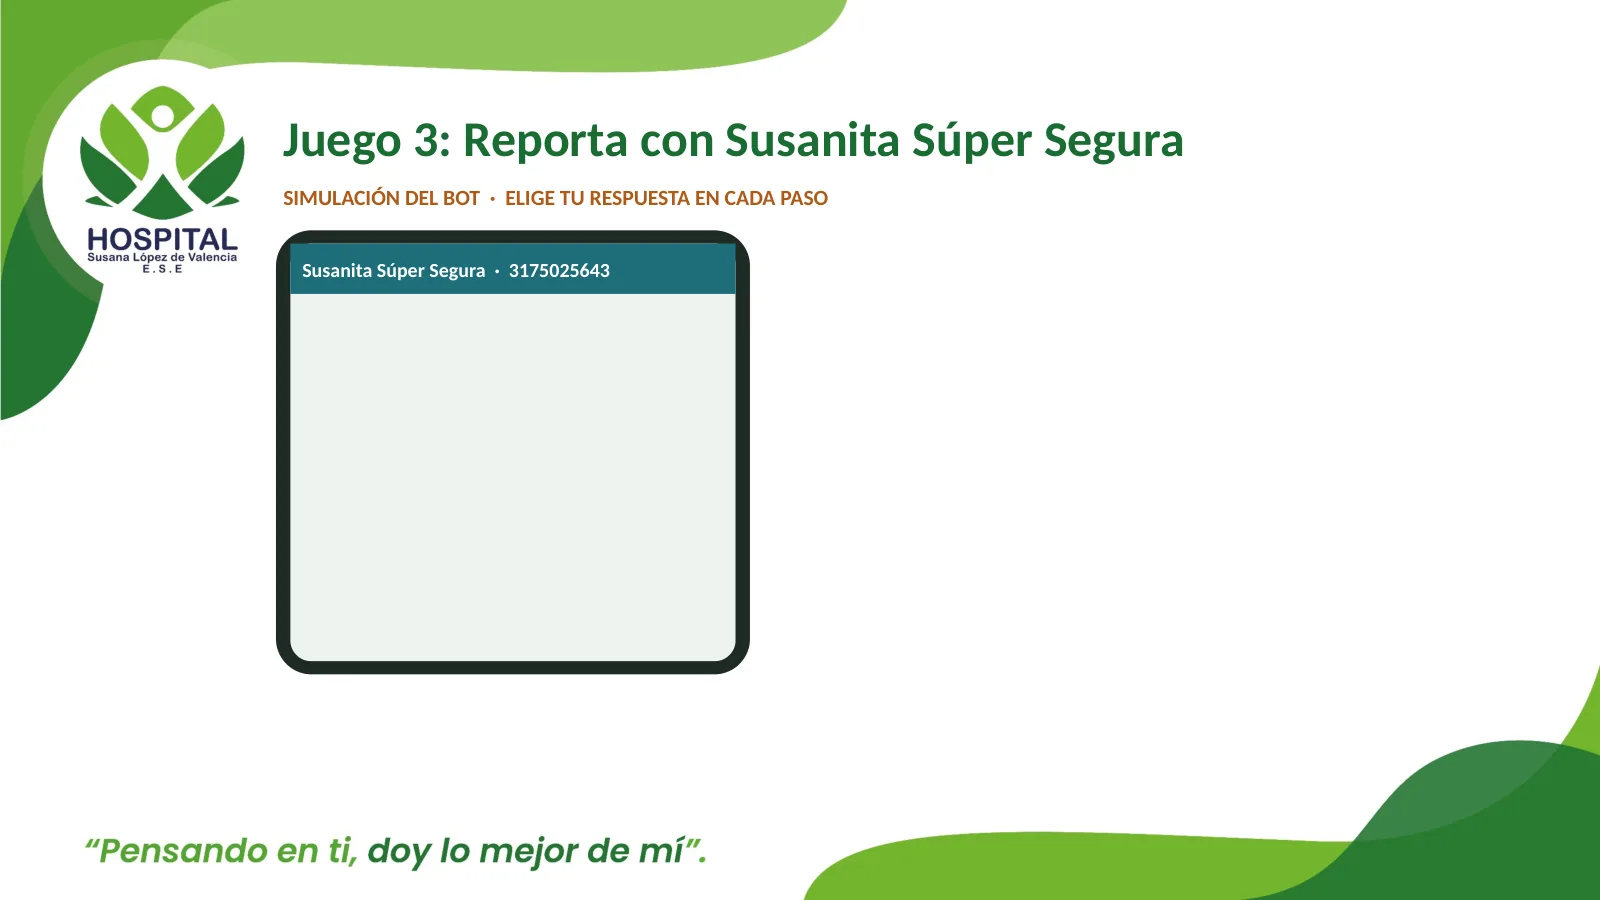 Juego 3: Reporta con Susanita Súper Segura
SIMULACIÓN DEL BOT · ELIGE TU RESPUESTA EN CADA PASO
HOSPITAL
Susana López de Valencia
E.S.E
Susanita Súper Segura · 3175025643
“Pensando en ti, doy lo mejor de mí”.